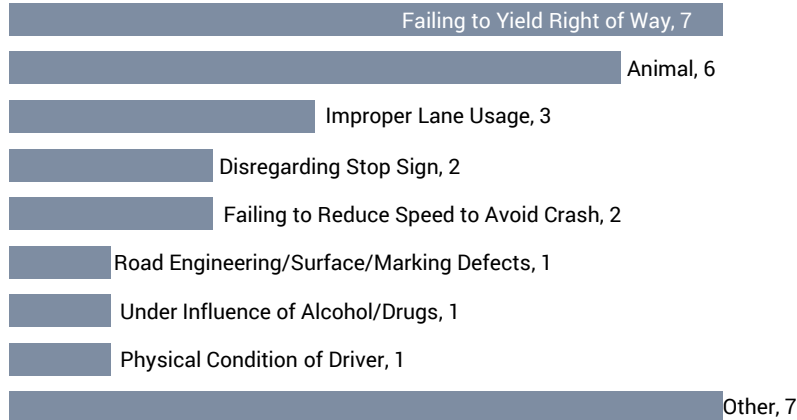 Failing to Yield Right of Way, 7
Animal, 6
Improper Lane Usage, 3
Disregarding Stop Sign, 2
Failing to Reduce Speed to Avoid Crash, 2
Road Engineering/Surface/Marking Defects, 1
Under Influence of Alcohol/Drugs, 1
Physical Condition of Driver, 1
Other, 7